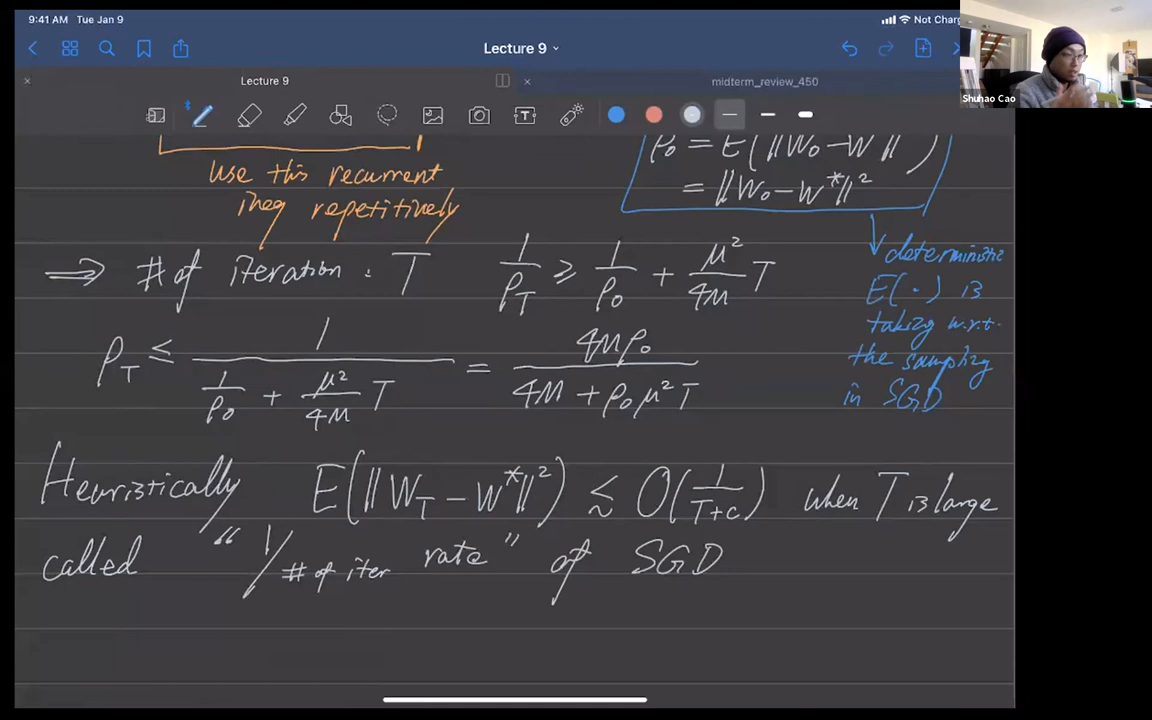 9:41 AM Tue Jan 9
Not Charg
Lecture 9
Shuhao Cao
Lecture 9
midterm_review_450
use this recurrent
ineq repetitively
ρ₀ = E(‖W₀ − W*‖²)
= ‖W₀ − W*‖²
⟹ # of iteration : T 1/ρ_T ≥ 1/ρ₀ + μ²/4M T
deterministic
E(·) is
taking w.r.t.
the sampling
in SGD
ρ_T ≤ 1/(1/ρ₀ + μ²/4M T) = 4Mρ₀/(4M + ρ₀μ²T)
Heuristically E(‖W_T − W*‖²) ≲ O(1/(T+c)) when T is large
called "1/# of iter rate" of SGD